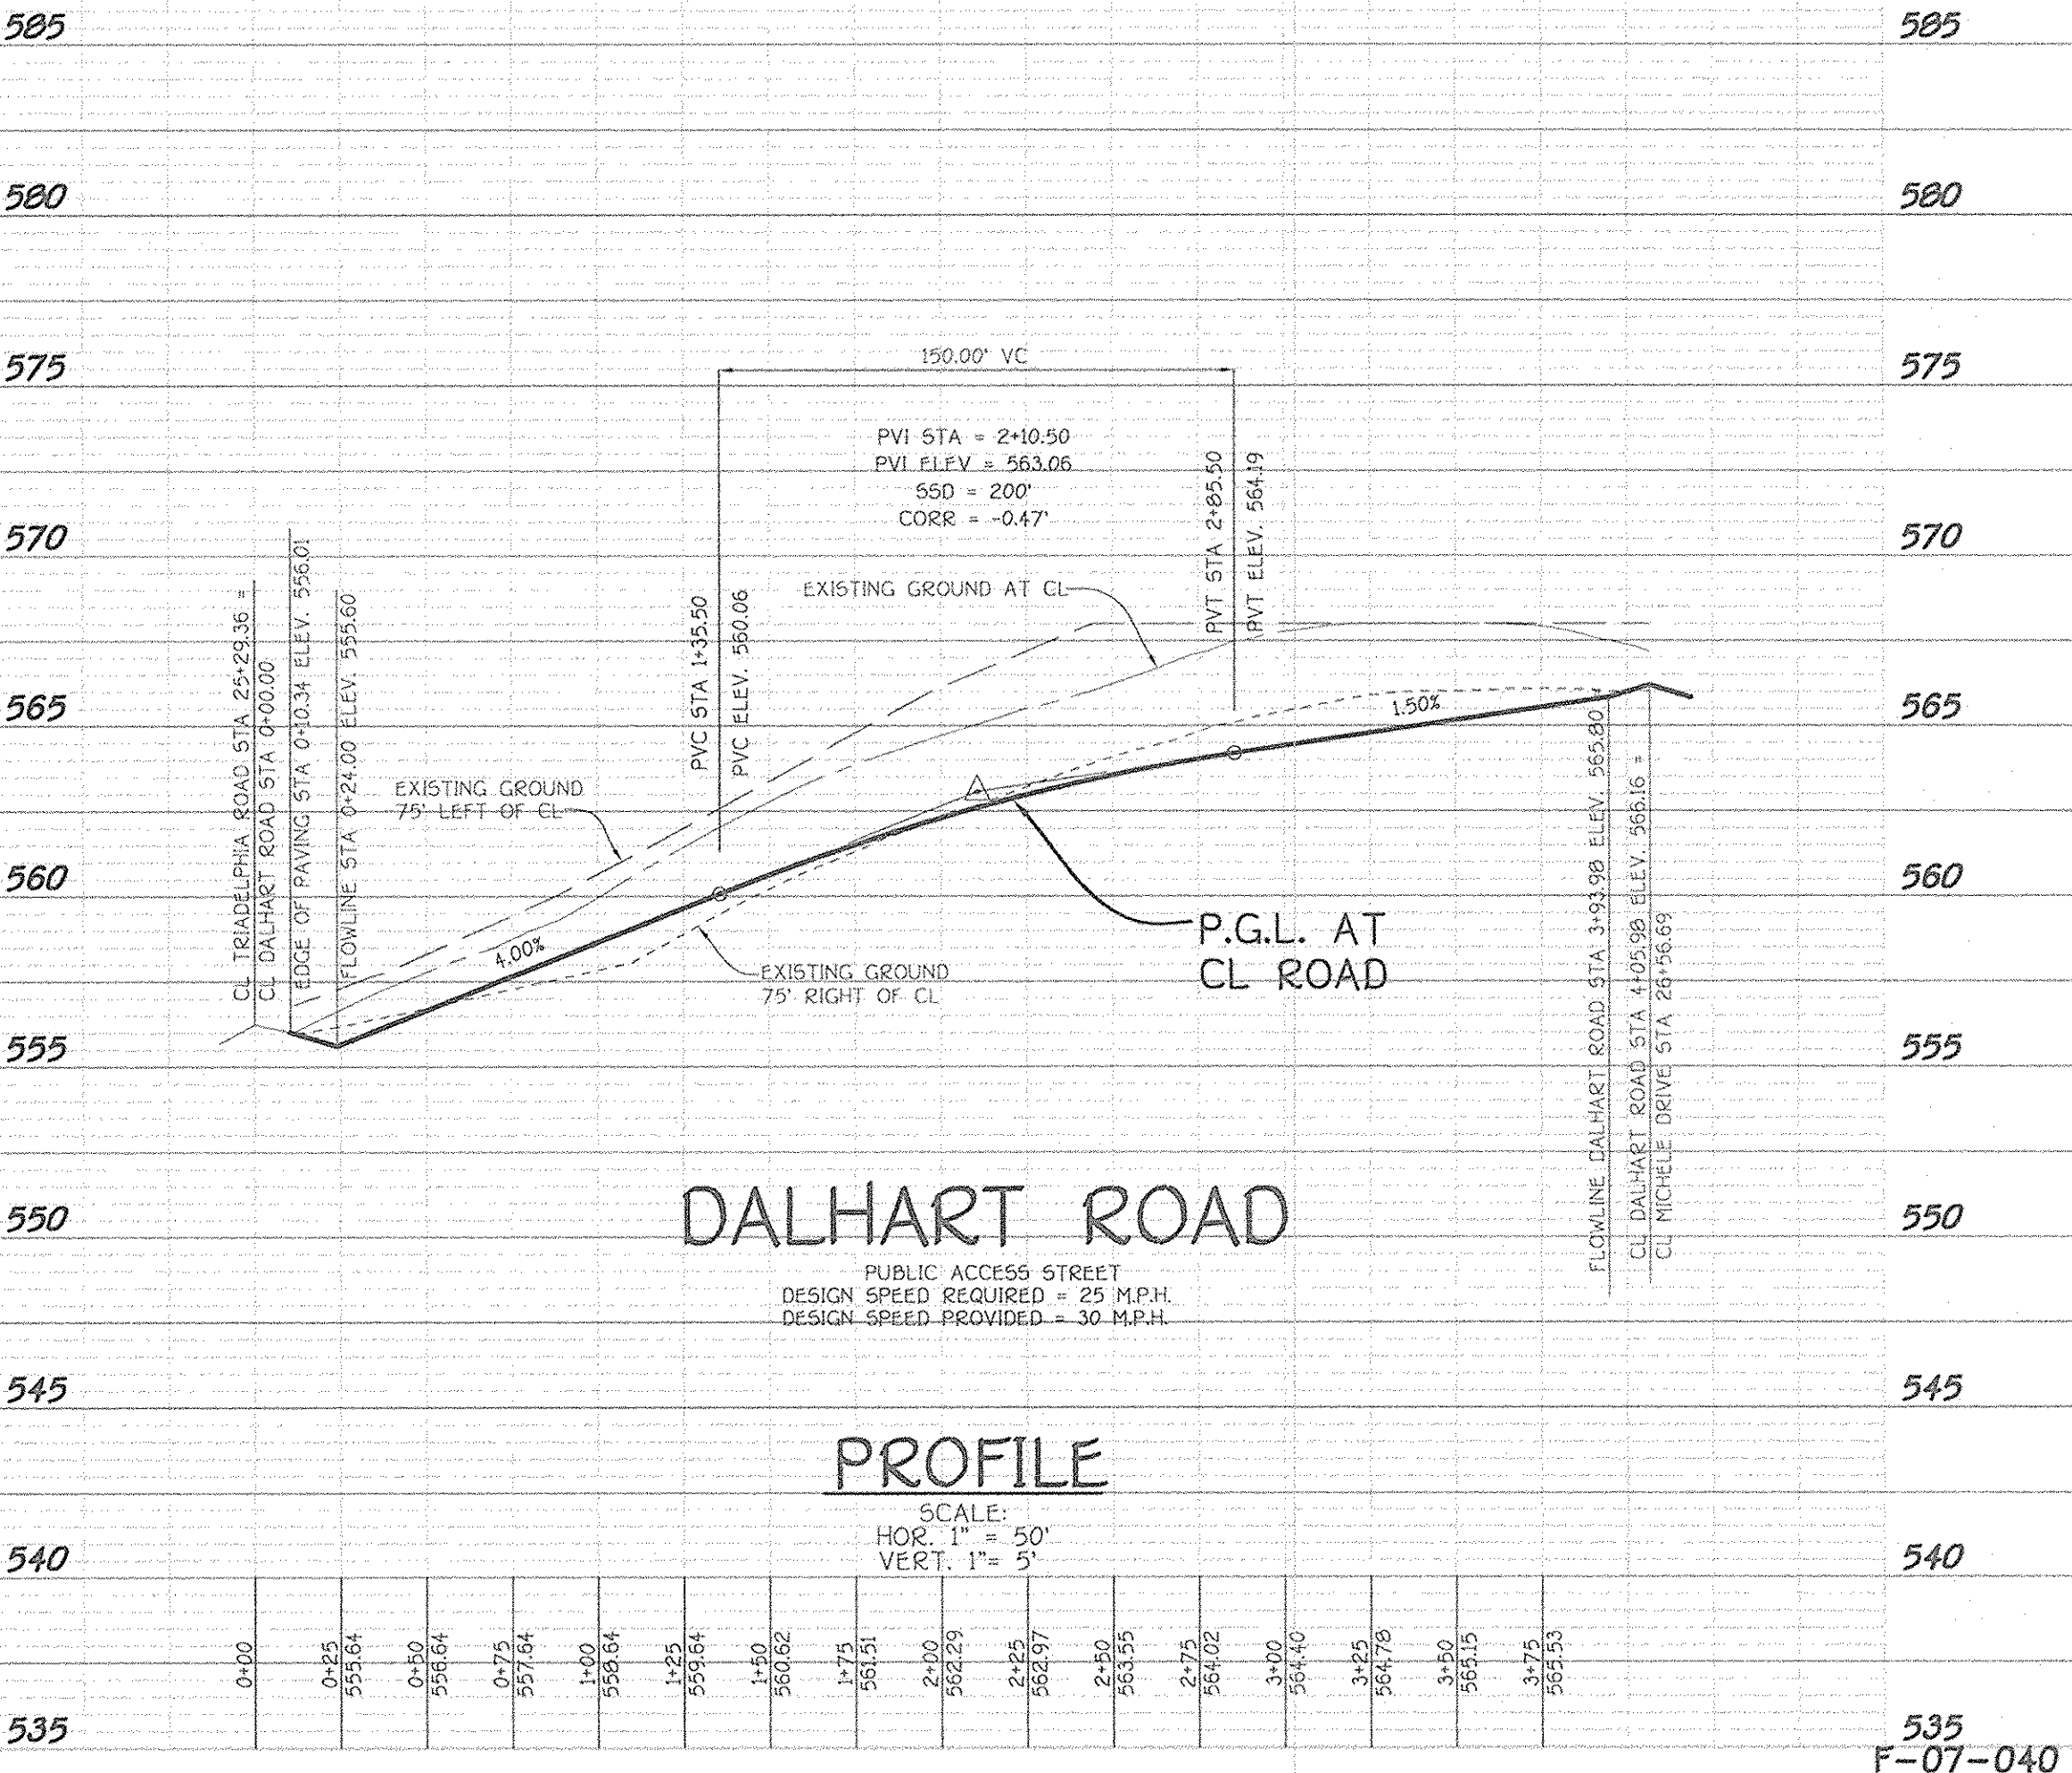 585 585
580 580
575 575
570 570
565 565
560 560
555 555
550 550
545 545
540 540
535 535
150.00' VC
PVI STA = 2+10.50
PVI ELEV = 563.06
SSD = 200'
CORR = -0.47'
PVC STA 1+35.50
PVC ELEV. 560.06
PVT STA 2+85.50
PVT ELEV. 564.19
EXISTING GROUND AT CL
CL TRIADELPHIA ROAD STA 25+29.36 =
CL DALHART ROAD STA 0+00.00
EDGE OF PAVING STA 0+10.34 ELEV. 556.01
FLOWLINE STA 0+24.00 ELEV. 555.60
EXISTING GROUND
75' LEFT OF CL
4.00%
EXISTING GROUND
75' RIGHT OF CL
1.50%
P.G.L. AT
CL ROAD
FLOWLINE DALHART ROAD STA 3+93.98 ELEV. 565.80
CL DALHART ROAD STA 4+05.98 ELEV. 566.16 =
CL MICHELE DRIVE STA 26+56.69
DALHART ROAD
PUBLIC ACCESS STREET
DESIGN SPEED REQUIRED = 25 M.P.H.
DESIGN SPEED PROVIDED = 30 M.P.H.
PROFILE
SCALE:
HOR. 1" = 50'
VERT. 1"= 5'
0+00
0+25
555.64
0+50
556.64
0+75
557.64
1+00
558.64
1+25
559.64
1+50
560.62
1+75
561.51
2+00
562.29
2+25
562.97
2+50
563.55
2+75
564.02
3+00
564.40
3+25
564.78
3+50
565.15
3+75
565.53
F-07-040